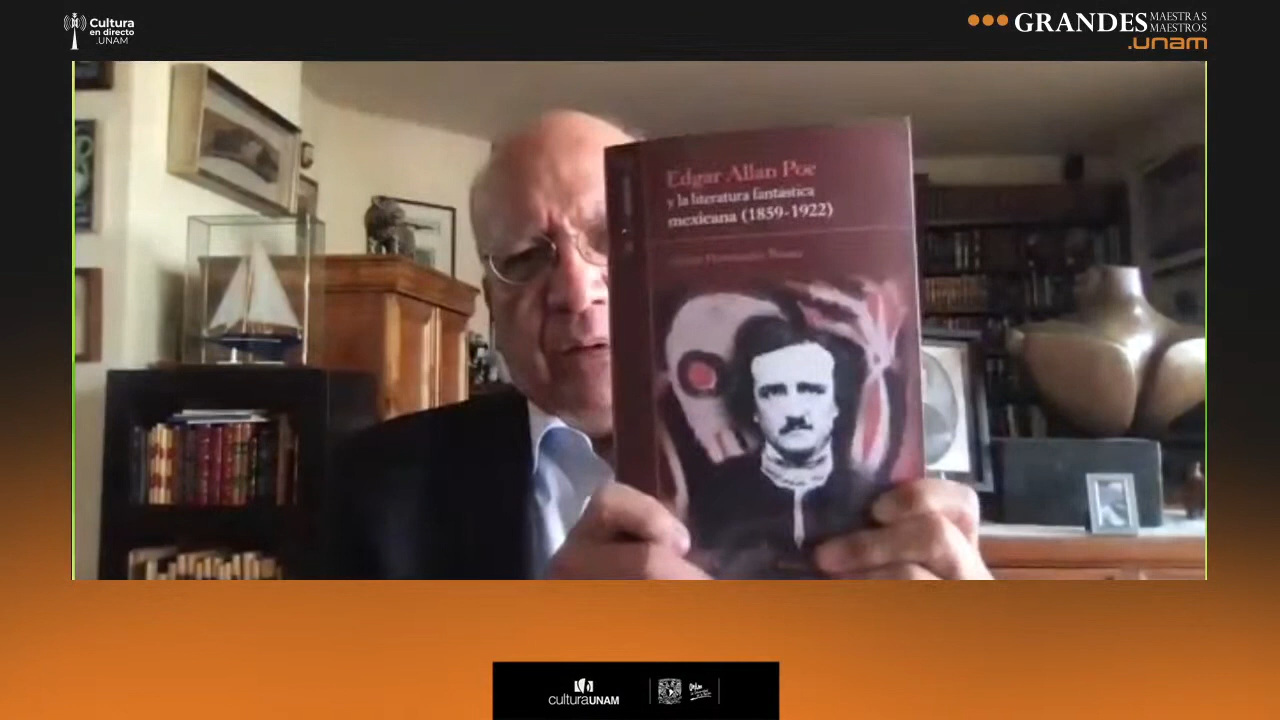 Cultura
en directo
.UNAM
GRANDES
MAESTRAS
MAESTROS
.unam
Edgar Allan Poe
y la literatura fantástica
mexicana (1859-1922)
culturaUNAM